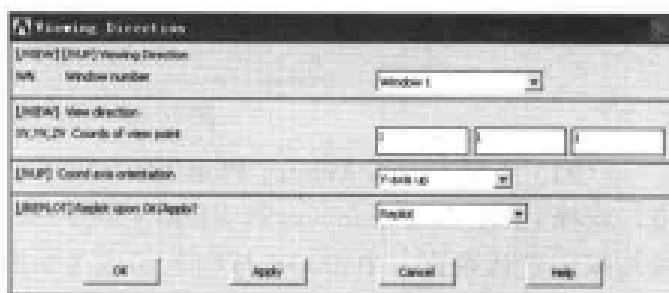 Viewing Direction
[/VIEW] [/VUP] Viewing Direction
WN Window number
Window 1
[/VIEW] View direction
XV,YV,ZV Coords of view point
1 1 1
[/VUP] Coord axis orientation
Y-axis up
[/REPLOT] Replot upon OK/Apply?
Replot
OK Apply Cancel Help